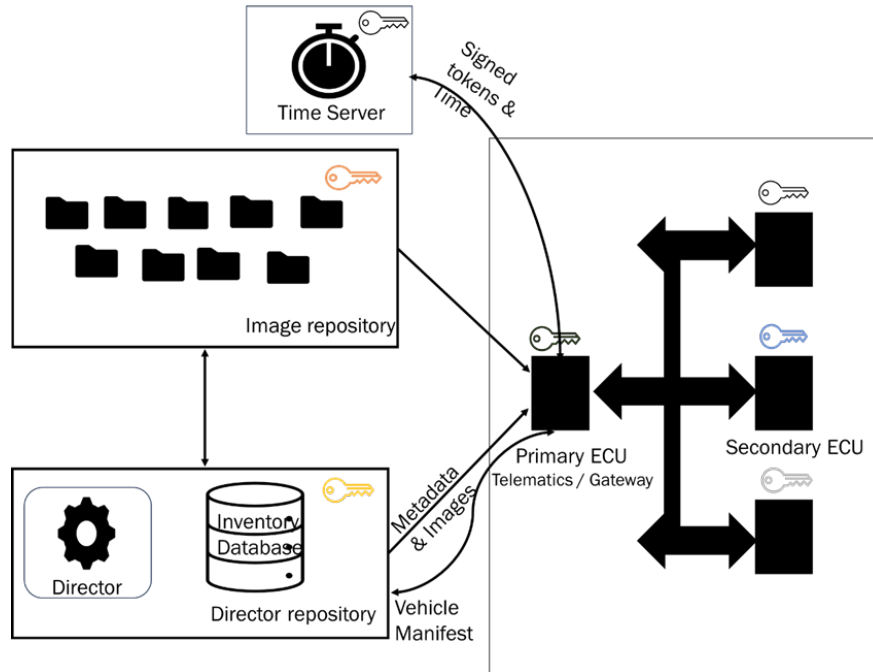 Signed
tokens &
Time
Time Server
Image repository
Primary ECU
Telematics / Gateway
Secondary ECU
Metadata
& Images
Inventory
Database
Director
Director repository
Vehicle
Manifest